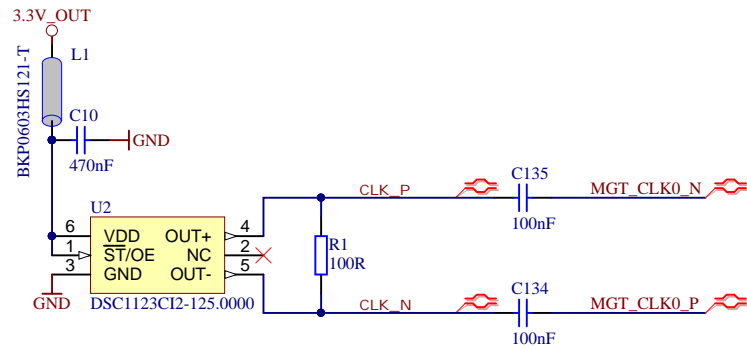 3.3V_OUT
L1
BKP0603HS121-T
C10
GND
470nF
U2
6 VDD OUT+ 4
1 ST/OE NC 2
3 GND OUT- 5
GND
DSC1123CI2-125.0000
CLK_P
R1
100R
CLK_N
C135
MGT_CLK0_N
100nF
C134
MGT_CLK0_P
100nF